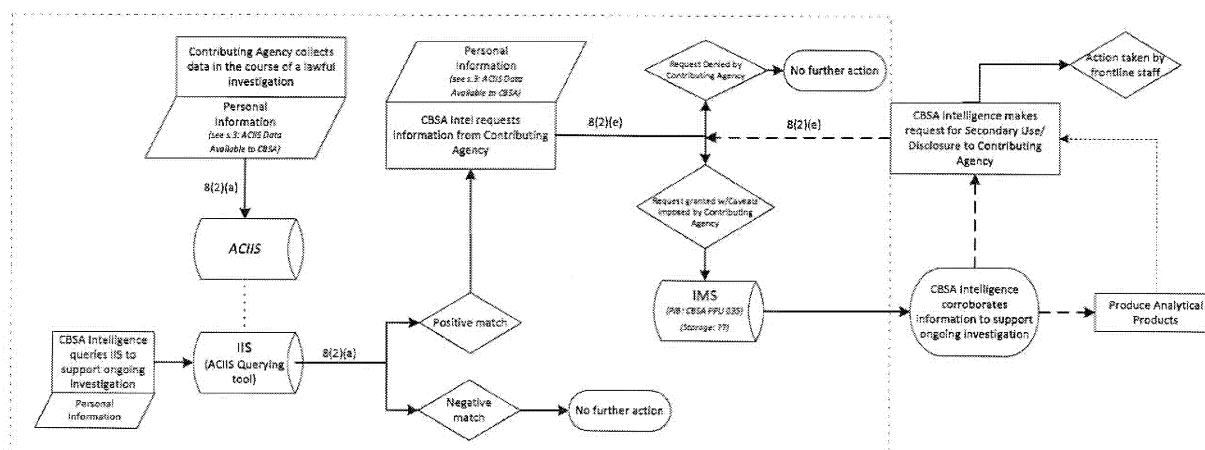 Contributing Agency collects
data in the course of a lawful
investigation
Personal
Information
(see s.3: ACIIS Data
Available to CBSA)
8(2)(a)
ACIIS
CBSA Intelligence
queries IIS to
support ongoing
Investigation
Personal
Information
IIS
(ACIIS Querying
tool)
8(2)(a)
Positive match
Negative
match
No further action
Personal
Information
(see s.3: ACIIS Data
Available to CBSA)
CBSA Intel requests
information from Contributing
Agency
8(2)(e)
Request Denied by
Contributing Agency
No further action
8(2)(e)
Request granted w/Caveats
imposed by Contributing
Agency
IMS
(PIB: CBSA PPU 035)
(Storage: ??)
CBSA Intelligence
corroborates
information to support
ongoing investigation
Produce Analytical
Products
CBSA Intelligence makes
request for Secondary Use/
Disclosure to Contributing
Agency
Action taken by
frontline staff